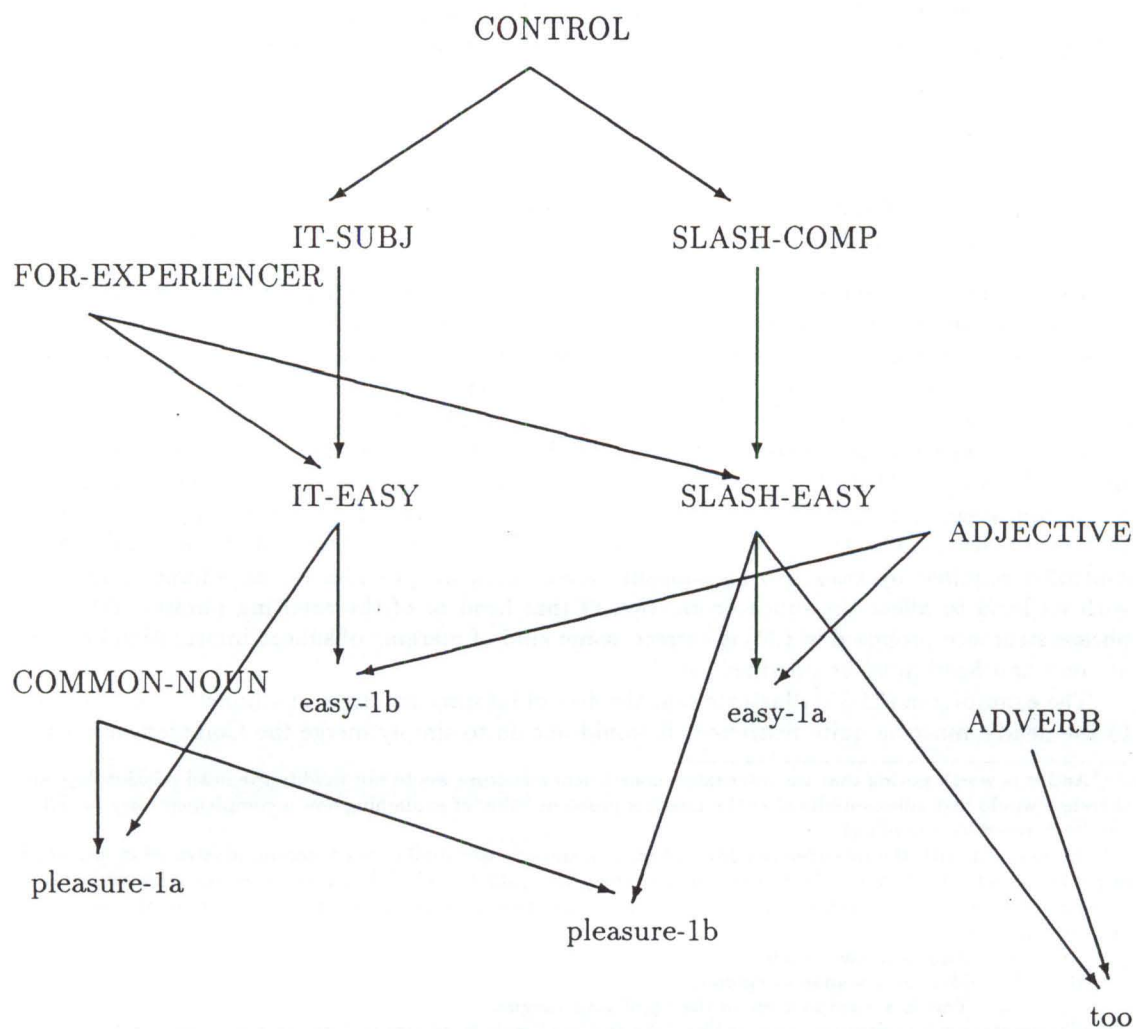 CONTROL
IT-SUBJ
SLASH-COMP
FOR-EXPERIENCER
IT-EASY
SLASH-EASY
ADJECTIVE
COMMON-NOUN
easy-1b
easy-1a
ADVERB
pleasure-1a
pleasure-1b
too